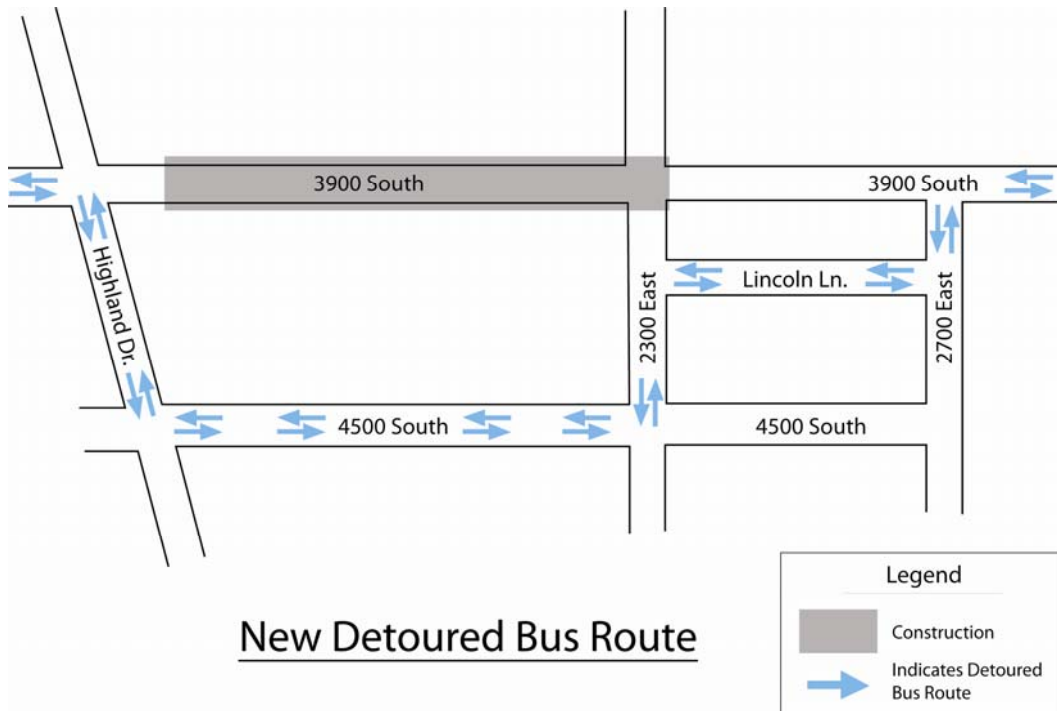 3900 South
3900 South
Highland Dr.
2300 East
Lincoln Ln.
2700 East
4500 South
4500 South
New Detoured Bus Route
Legend
Construction
Indicates Detoured
Bus Route